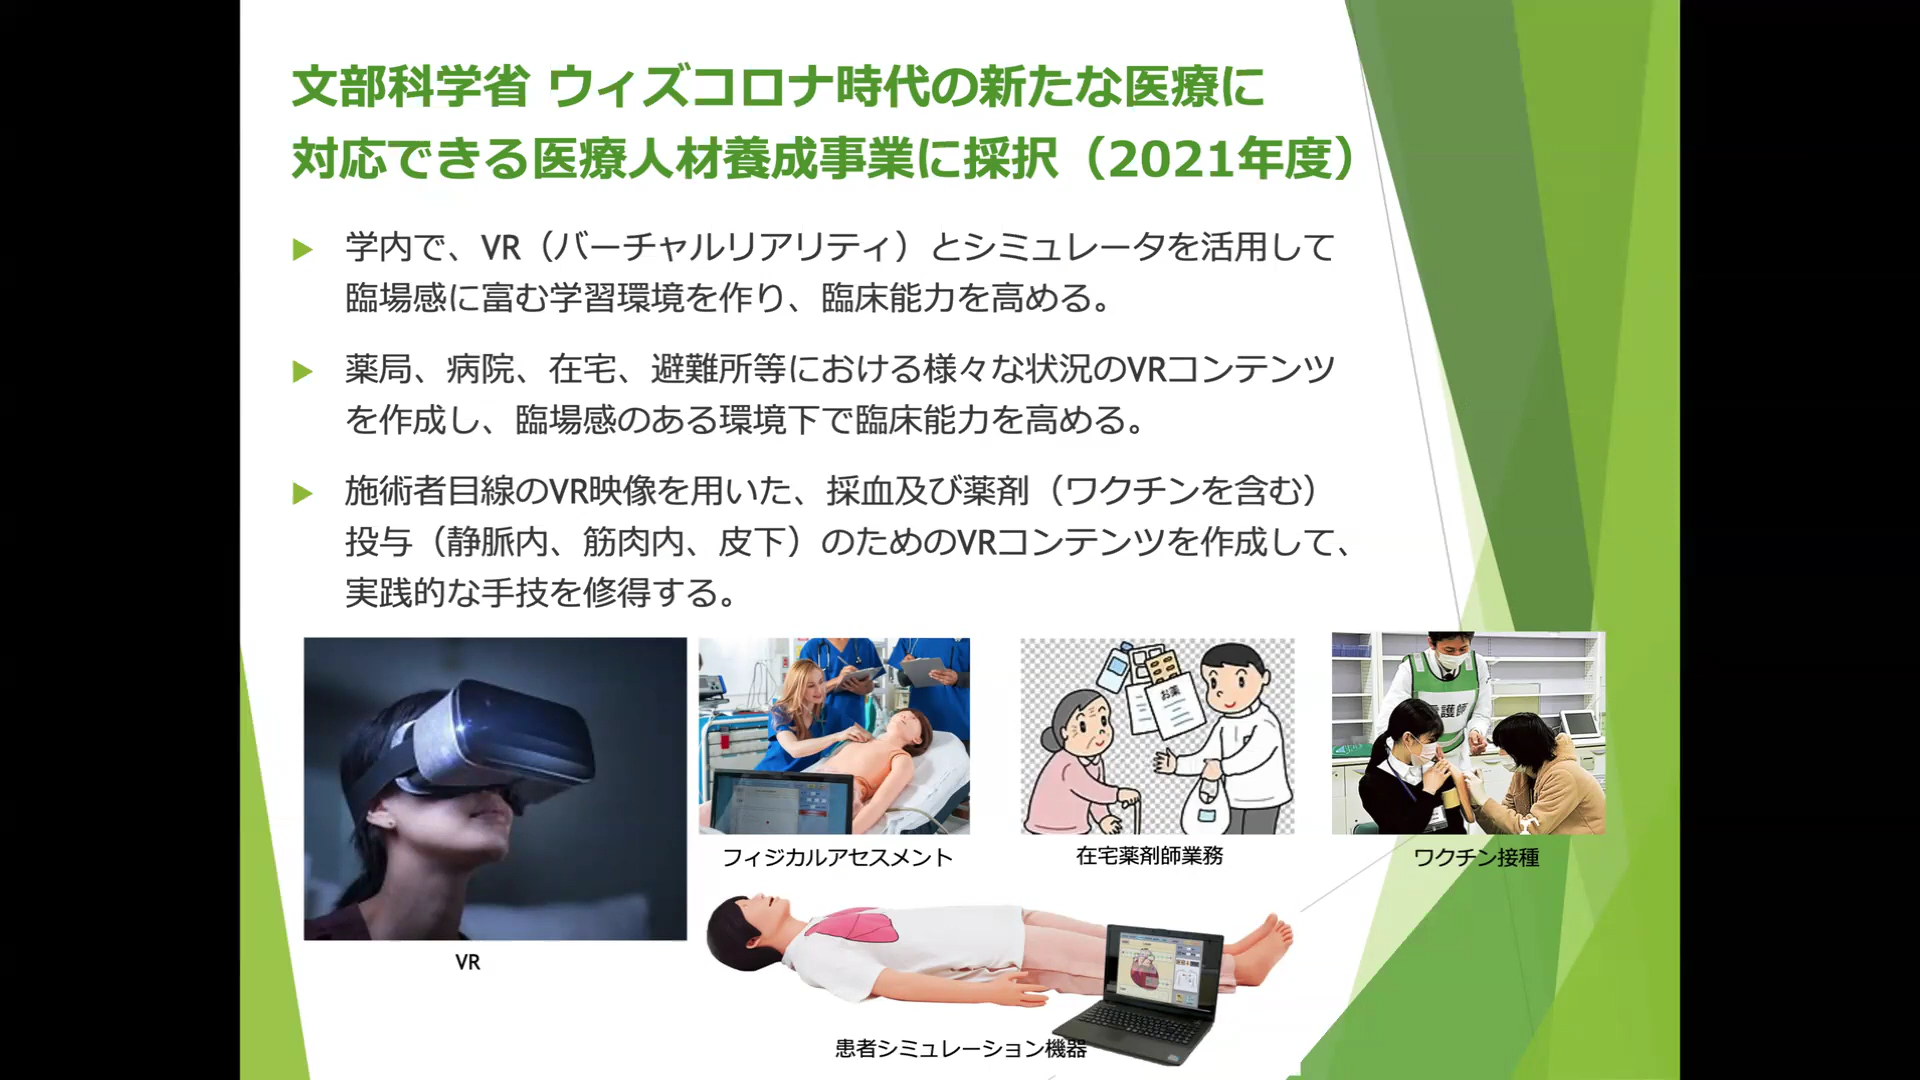 文部科学省 ウィズコロナ時代の新たな医療に
対応できる医療人材養成事業に採択（2021年度）
学内で、VR（バーチャルリアリティ）とシミュレータを活用して
臨場感に富む学習環境を作り、臨床能力を高める。
薬局、病院、在宅、避難所等における様々な状況のVRコンテンツ
を作成し、臨場感のある環境下で臨床能力を高める。
施術者目線のVR映像を用いた、採血及び薬剤（ワクチンを含む）
投与（静脈内、筋肉内、皮下）のためのVRコンテンツを作成して、
実践的な手技を修得する。
お薬
看護師
フィジカルアセスメント
在宅薬剤師業務
ワクチン接種
VR
患者シミュレーション機器